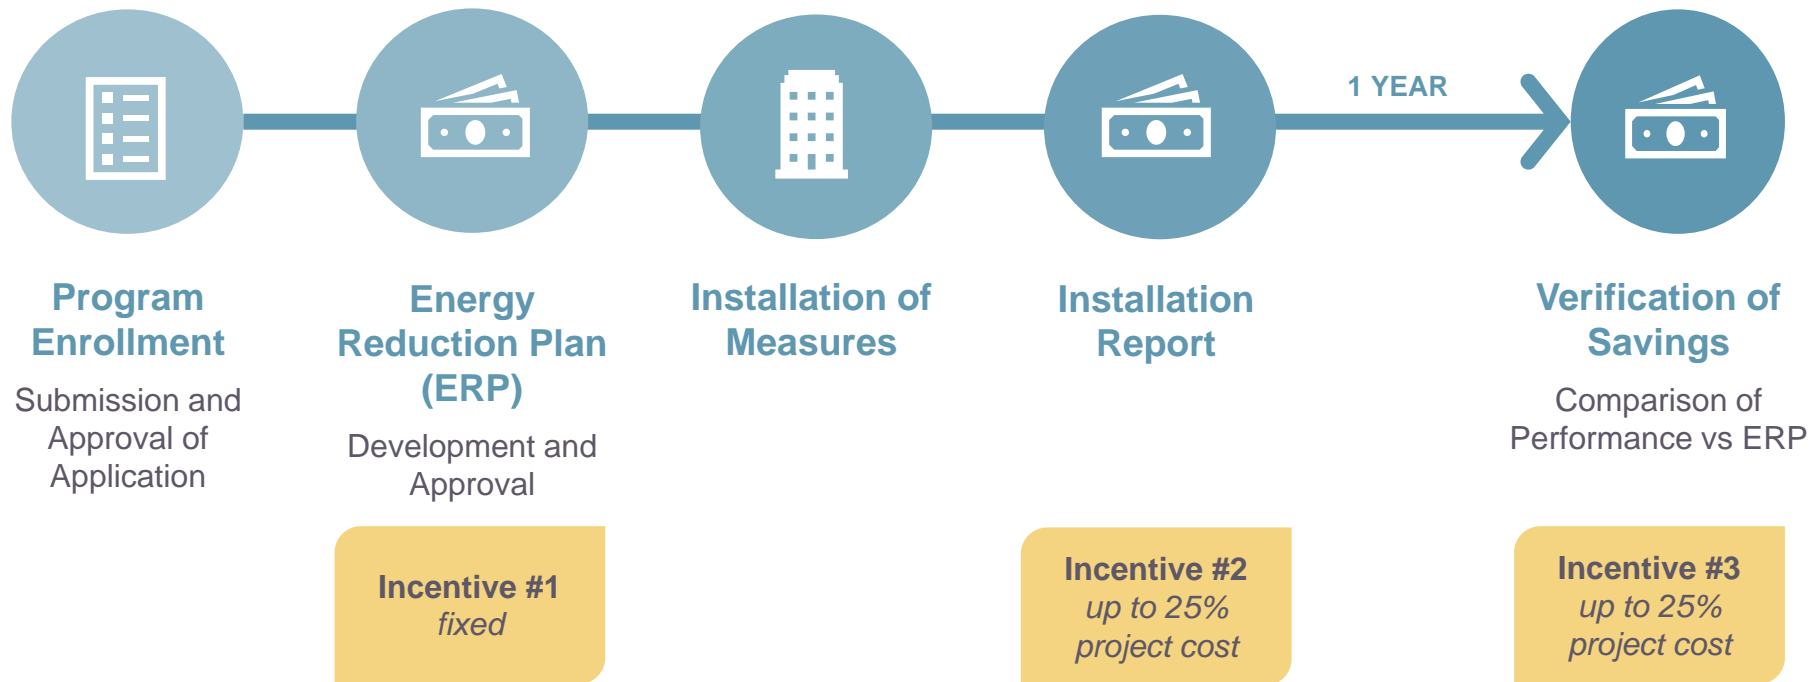 1 YEAR
Program
Enrollment
Submission and
Approval of
Application
Energy
Reduction Plan
(ERP)
Development and
Approval
Incentive #1
fixed
Installation of
Measures
Installation
Report
Incentive #2
up to 25%
project cost
Verification of
Savings
Comparison of
Performance vs ERP
Incentive #3
up to 25%
project cost